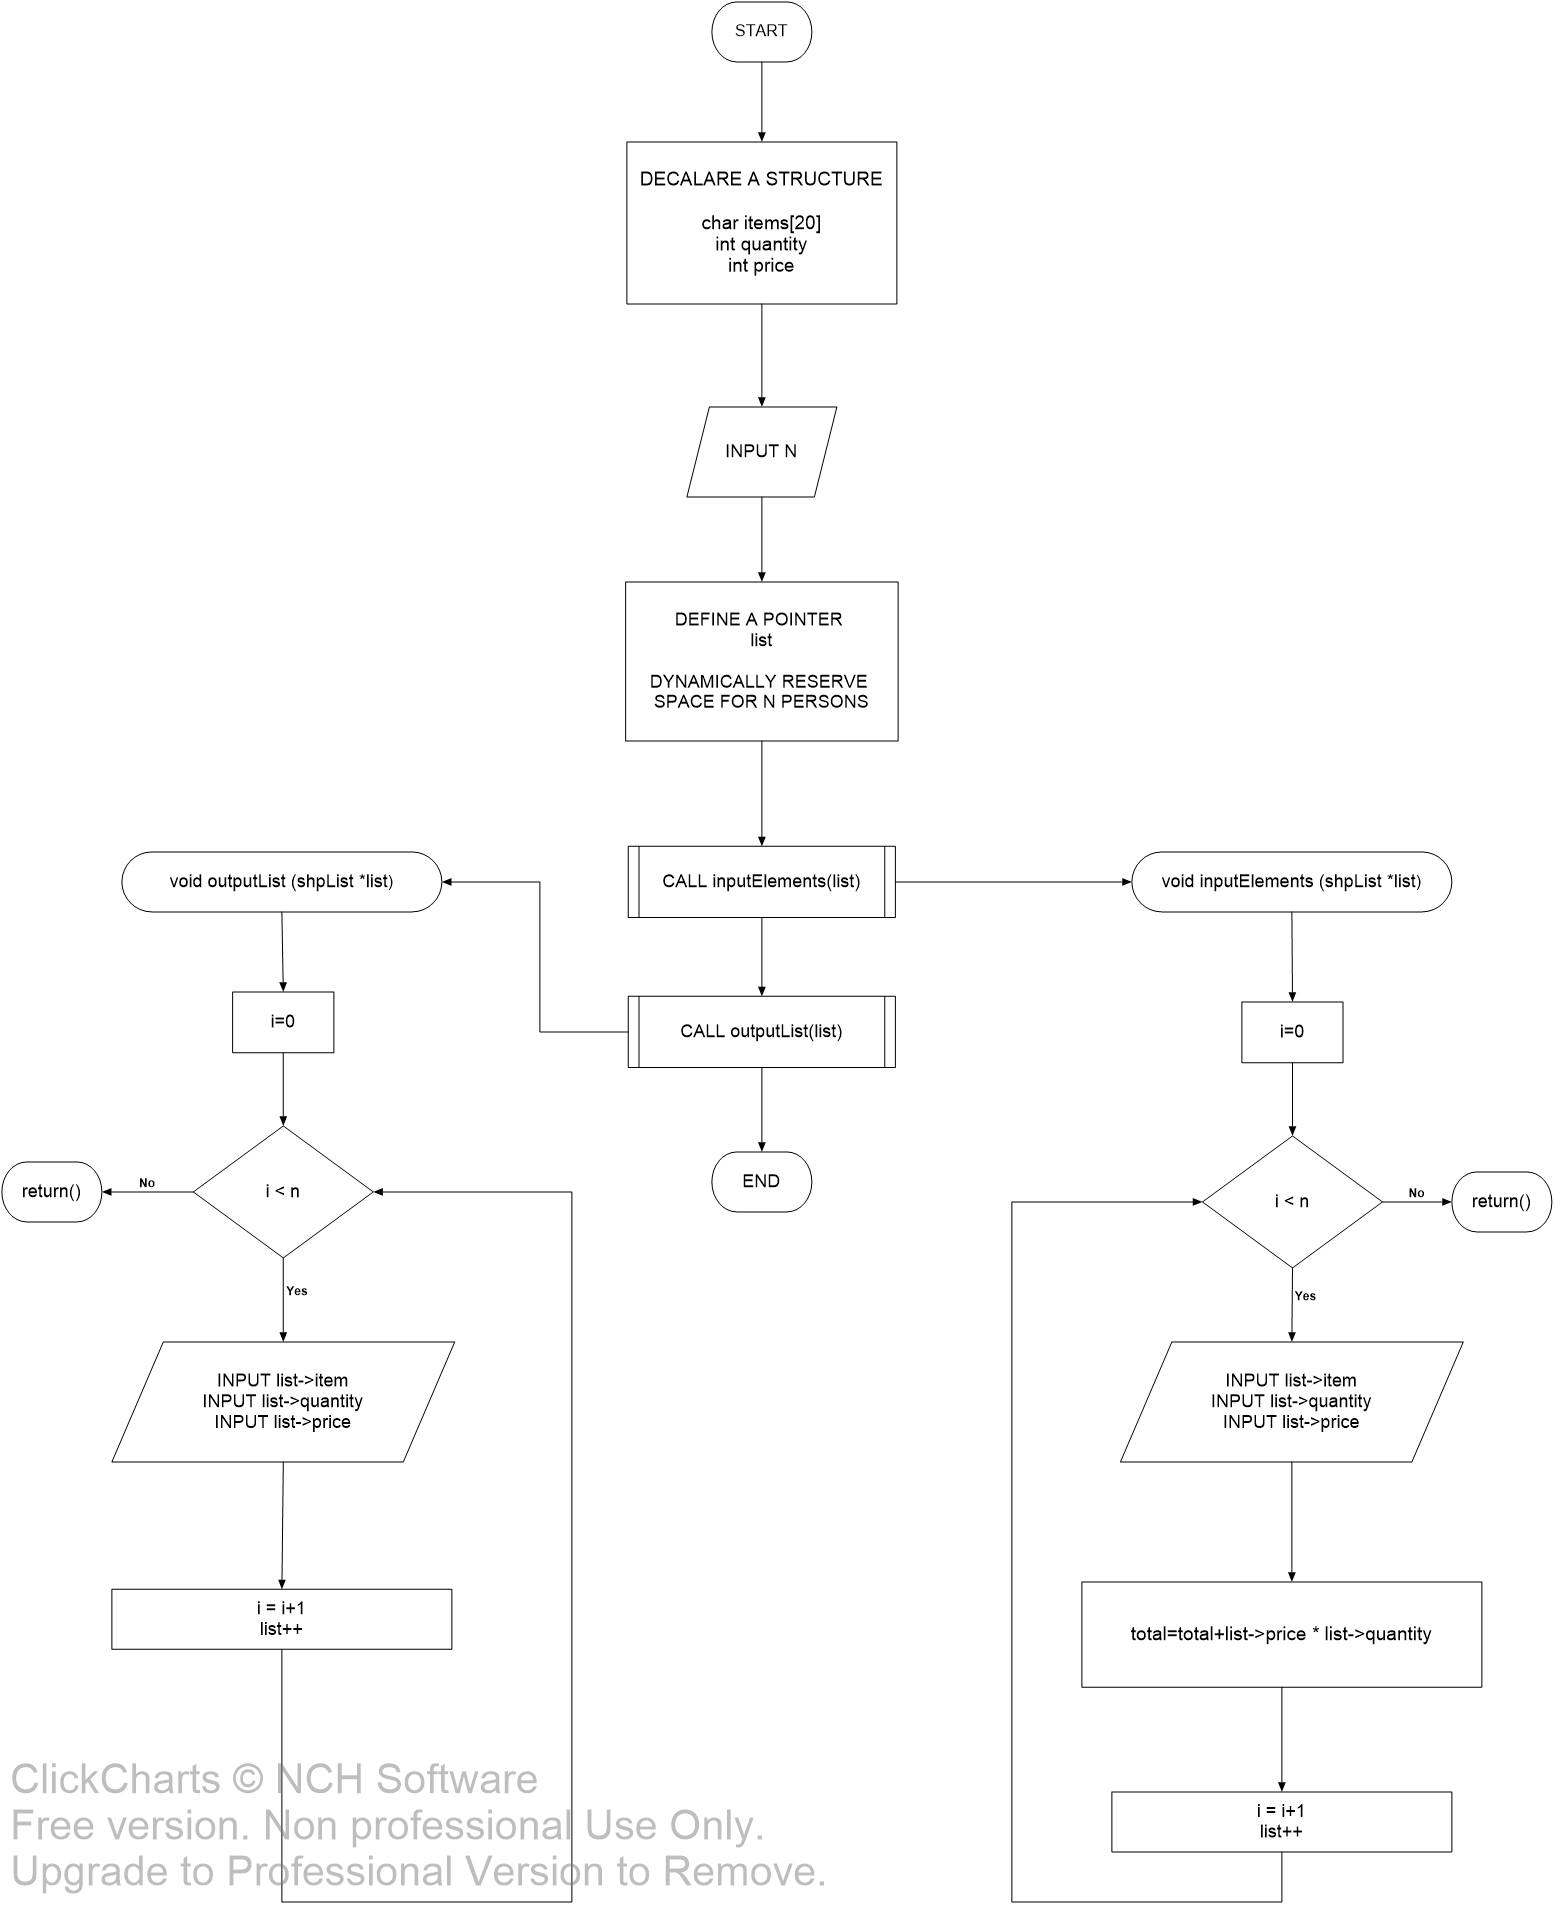 START
DECALARE A STRUCTURE
char items[20]
int quantity
int price
INPUT N
DEFINE A POINTER
list
DYNAMICALLY RESERVE
SPACE FOR N PERSONS
CALL inputElements(list)
CALL outputList(list)
END
void outputList (shpList *list)
i=0
i < n
No
return()
Yes
INPUT list->item
INPUT list->quantity
INPUT list->price
i = i+1
list++
void inputElements (shpList *list)
i=0
i < n
No
return()
Yes
INPUT list->item
INPUT list->quantity
INPUT list->price
total=total+list->price * list->quantity
i = i+1
list++
ClickCharts © NCH Software
Free version. Non professional Use Only.
Upgrade to Professional Version to Remove.